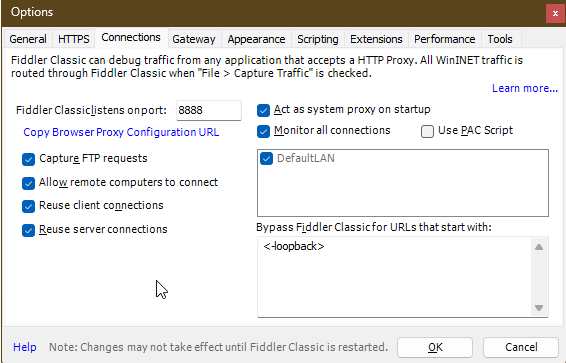 Options
x
General HTTPS Connections Gateway Appearance Scripting Extensions Performance Tools
Fiddler Classic can debug traffic from any application that accepts a HTTP Proxy. All WinINET traffic is
routed through Fiddler Classic when "File > Capture Traffic" is checked.
Learn more...
Fiddler Classic listens on port: 8888
Copy Browser Proxy Configuration URL
Capture FTP requests
Allow remote computers to connect
Reuse client connections
Reuse server connections
Act as system proxy on startup
Monitor all connections Use PAC Script
DefaultLAN
Bypass Fiddler Classic for URLs that start with:
<-loopback>
Help Note: Changes may not take effect until Fiddler Classic is restarted. OK Cancel